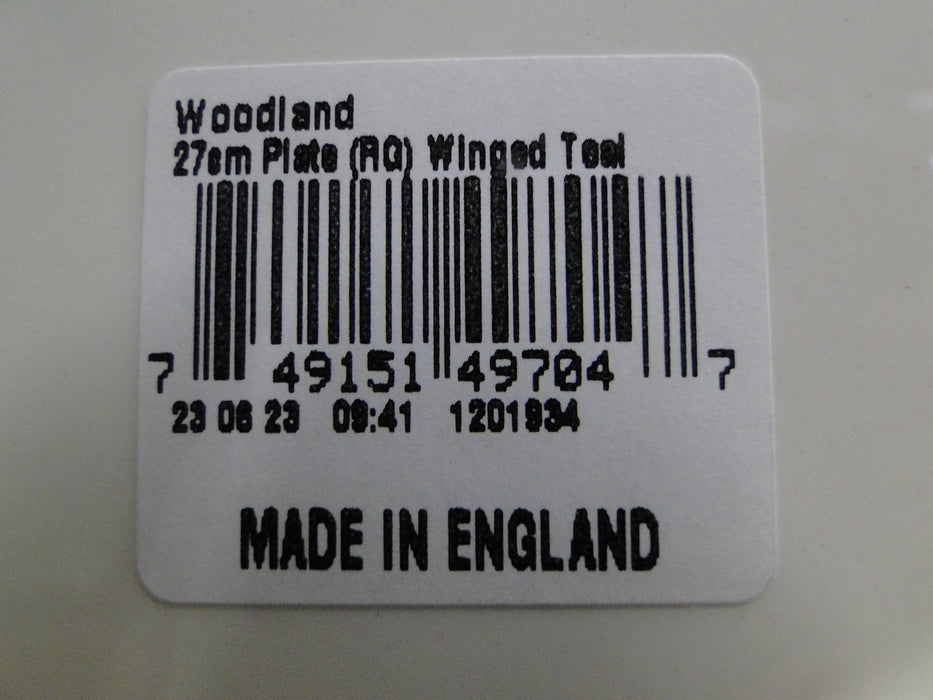 Woodland
27cm Plate (RG) Winged Teal
7 49151 49704 7
23 06 23 09:41 1201934
MADE IN ENGLAND